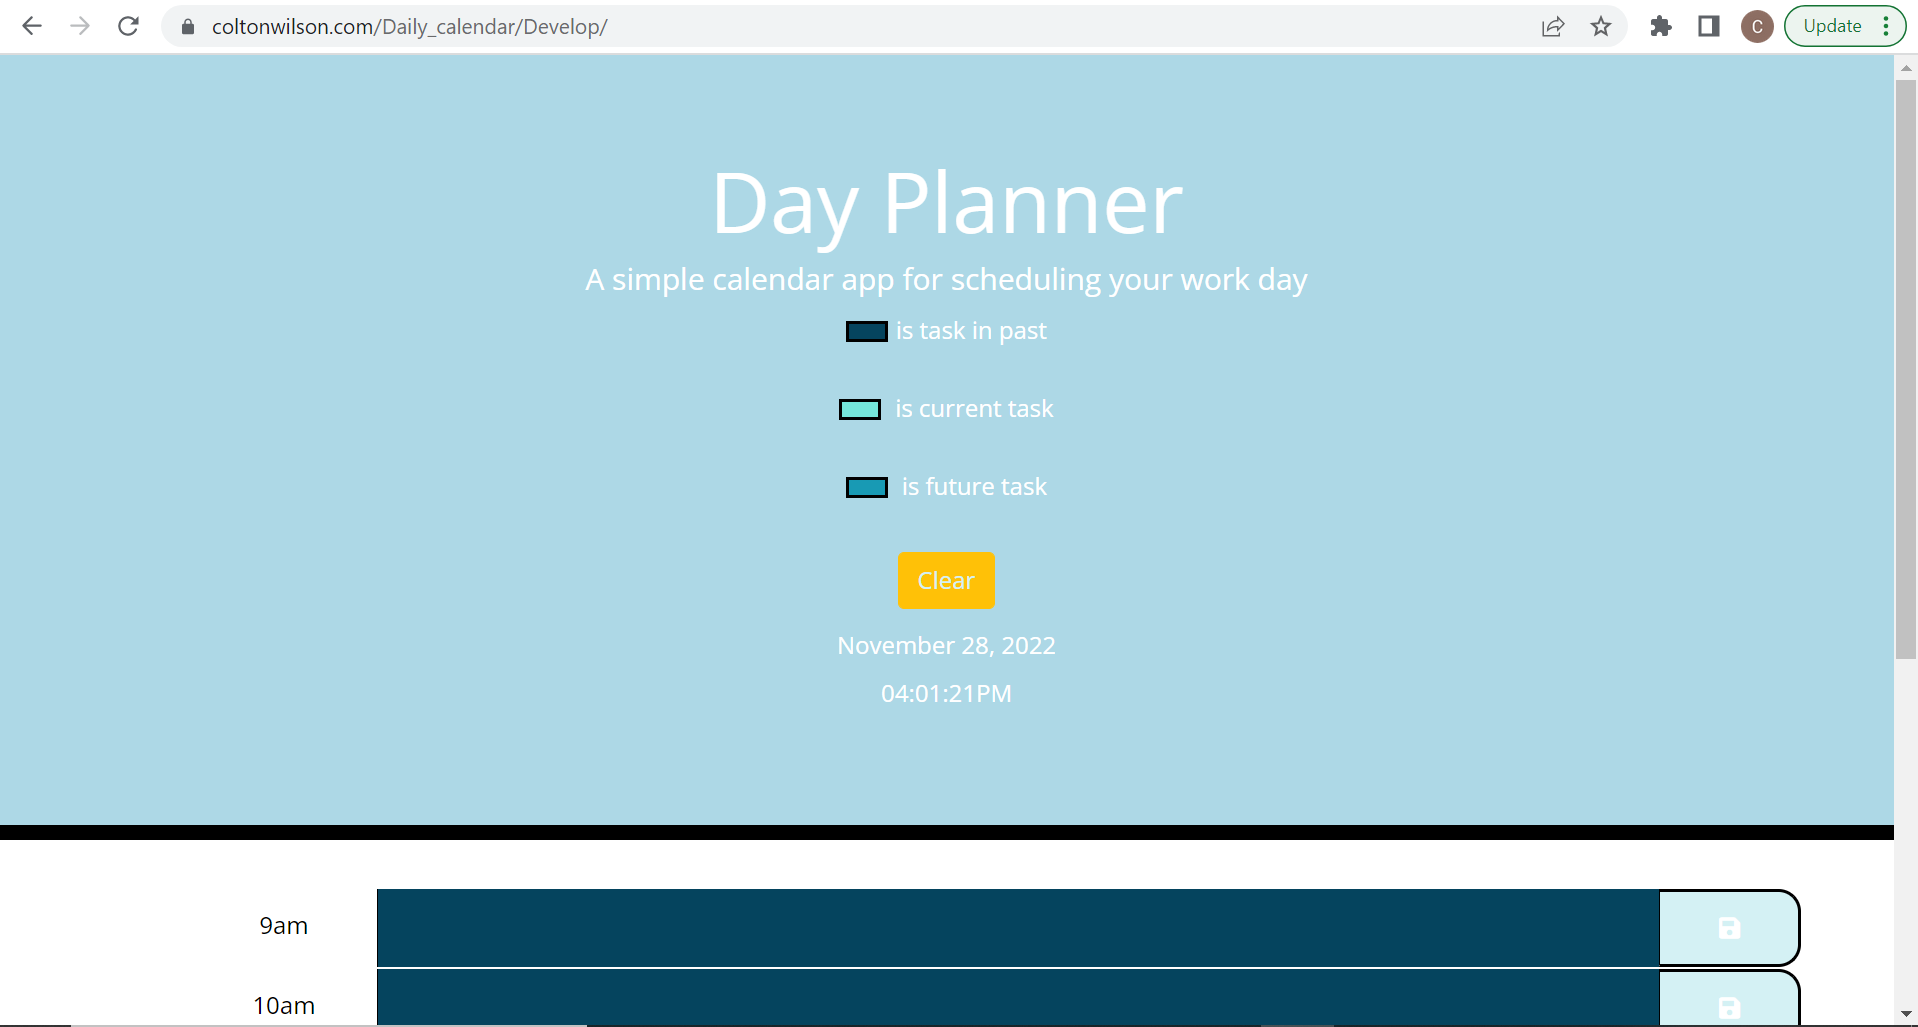 coltonwilson.com/Daily_calendar/Develop/
C
Update
Day Planner
A simple calendar app for scheduling your work day
is task in past
is current task
is future task
Clear
November 28, 2022
04:01:21PM
9am
10am